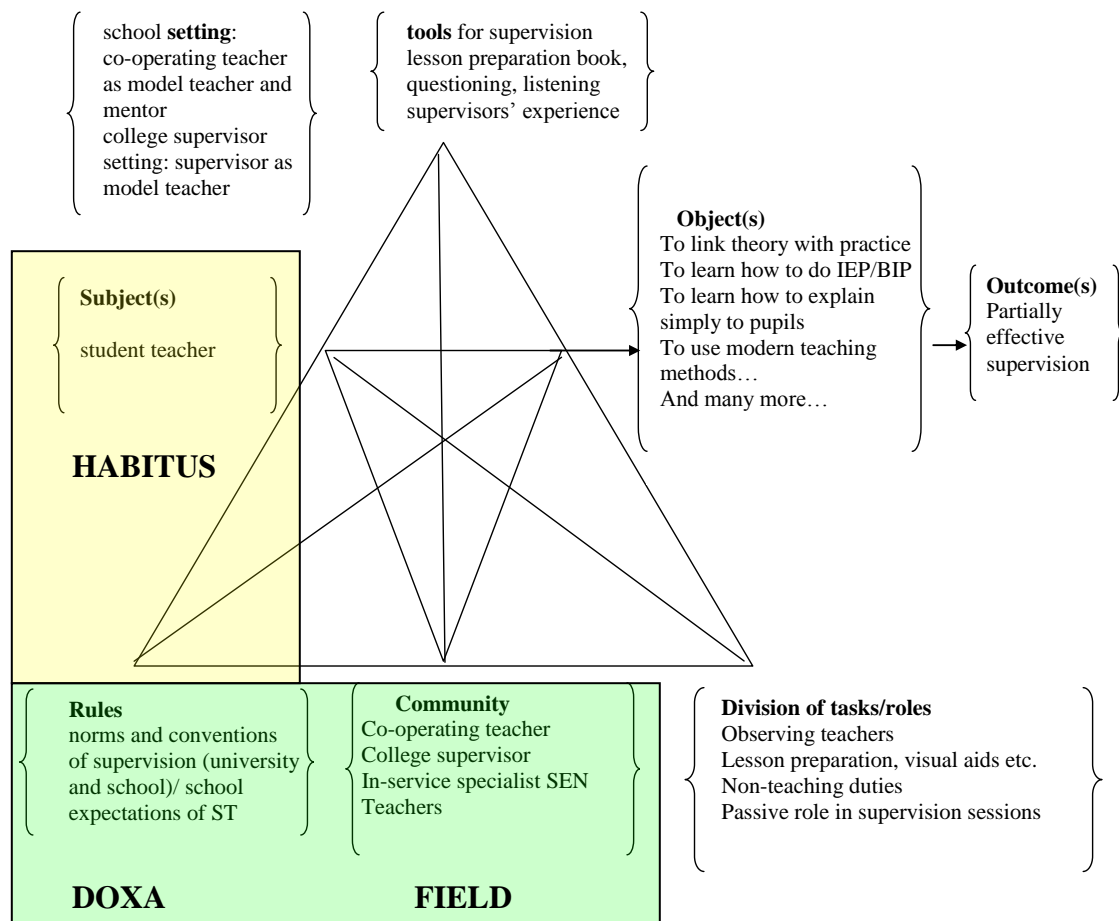 school setting:
co-operating teacher
as model teacher and
mentor
college supervisor
setting: supervisor as
model teacher
tools for supervision
lesson preparation book,
questioning, listening
supervisors’ experience
Subject(s)
student teacher
HABITUS
Object(s)
To link theory with practice
To learn how to do IEP/BIP
To learn how to explain
simply to pupils
To use modern teaching
methods…
And many more…
Outcome(s)
Partially
effective
supervision
Rules
norms and conventions
of supervision (university
and school)/ school
expectations of ST
DOXA
Community
Co-operating teacher
College supervisor
In-service specialist SEN
Teachers
FIELD
Division of tasks/roles
Observing teachers
Lesson preparation, visual aids etc.
Non-teaching duties
Passive role in supervision sessions